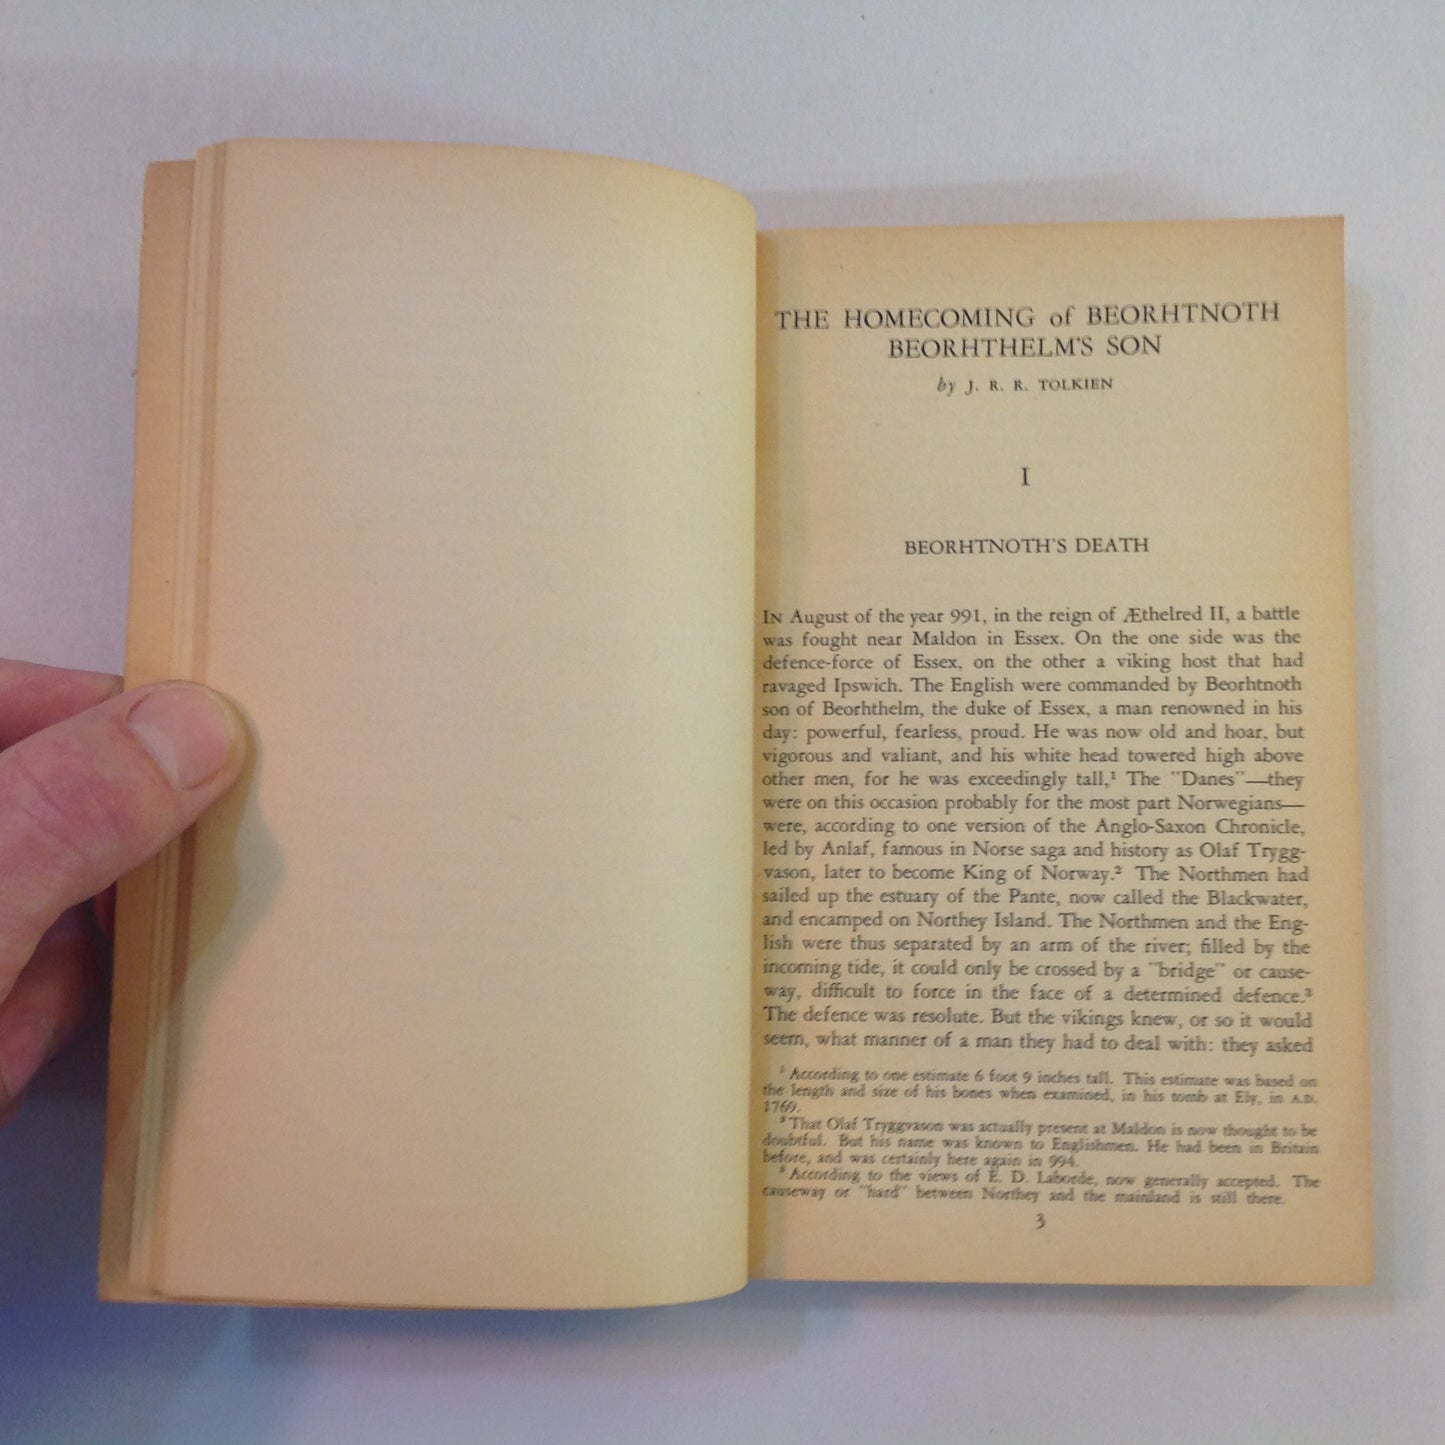 THE HOMECOMING of BEORHTNOTH
BEORHTHELM'S SON
by J. R. R. TOLKIEN
I
BEORHTNOTH'S DEATH
IN August of the year 991, in the reign of Æthelred II, a battle
was fought near Maldon in Essex. On the one side was the
defence-force of Essex, on the other a viking host that had
ravaged Ipswich. The English were commanded by Beorhtnoth
son of Beorhthelm, the duke of Essex, a man renowned in his
day: powerful, fearless, proud. He was now old and hoar, but
vigorous and valiant, and his white head towered high above
other men, for he was exceedingly tall,¹ The "Danes"—they
were on this occasion probably for the most part Norwegians—
were, according to one version of the Anglo-Saxon Chronicle,
led by Anlaf, famous in Norse saga and history as Olaf Trygg-
vason, later to become King of Norway.² The Northmen had
sailed up the estuary of the Pante, now called the Blackwater,
and encamped on Northey Island. The Northmen and the Eng-
lish were thus separated by an arm of the river; filled by the
incoming tide, it could only be crossed by a "bridge" or cause-
way, difficult to force in the face of a determined defence.³
The defence was resolute. But the vikings knew, or so it would
seem, what manner of a man they had to deal with: they asked
¹ According to one estimate 6 foot 9 inches tall. This estimate was based on
the length and size of his bones when examined, in his tomb at Ely, in A.D.
1769.
² That Olaf Tryggvason was actually present at Maldon is now thought to be
doubtful. But his name was known to Englishmen. He had been in Britain
before, and was certainly here again in 994.
³ According to the views of E. D. Laborde, now generally accepted. The
causeway or "hard" between Northey and the mainland is still there.
3